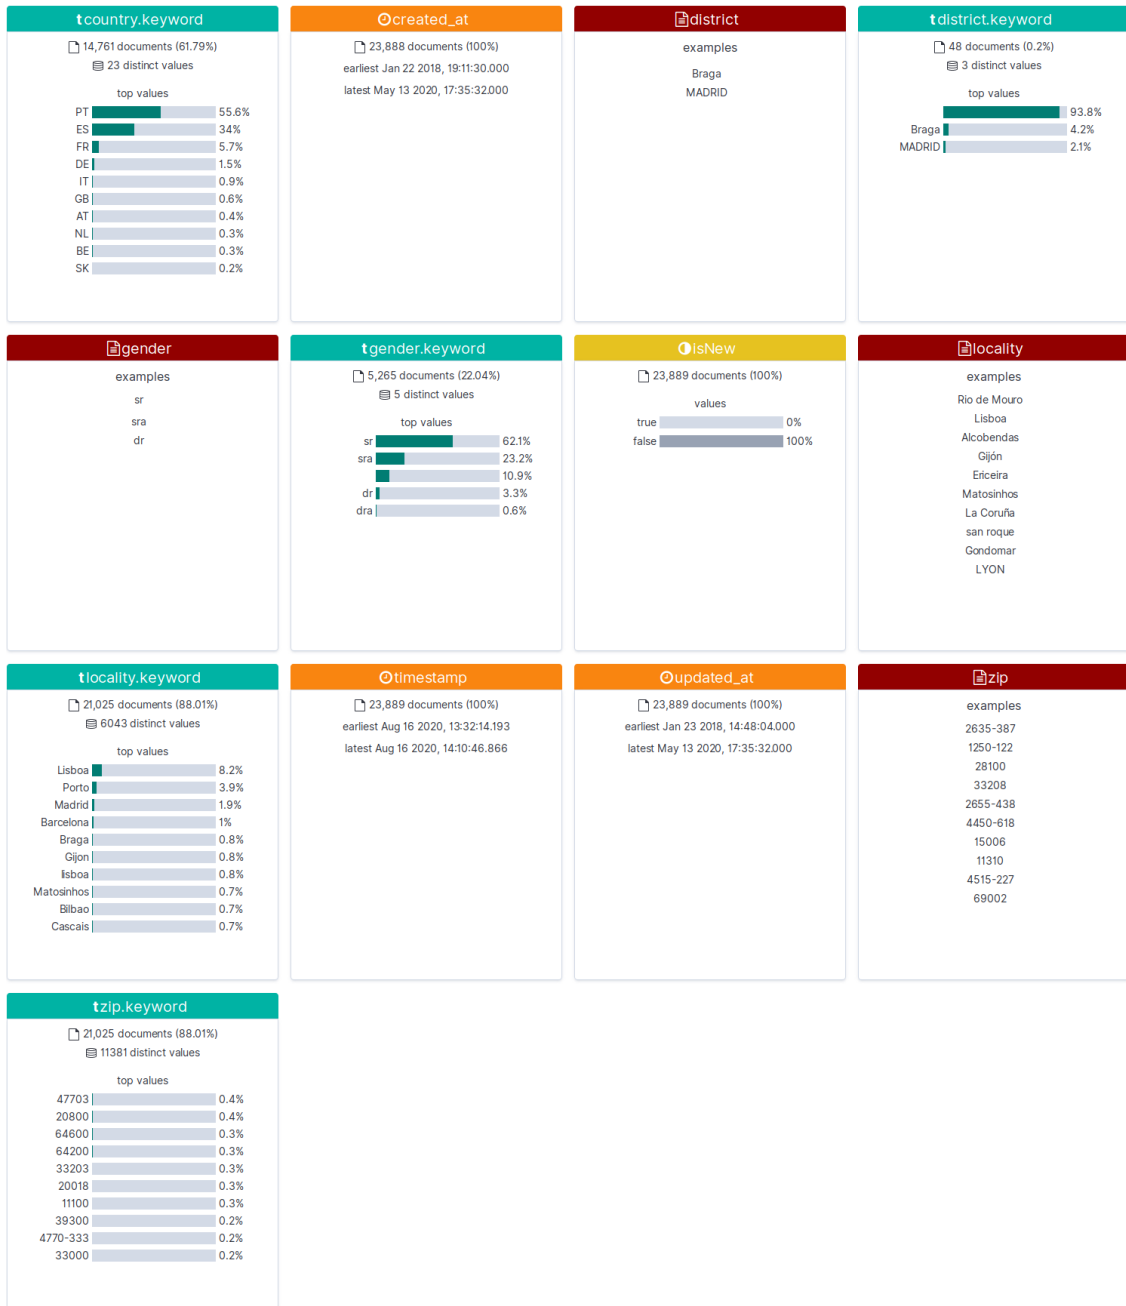 t country.keyword
14,761 documents (61.79%)
23 distinct values
top values
PT 55.6%
ES 34%
FR 5.7%
DE 1.5%
IT 0.9%
GB 0.6%
AT 0.4%
NL 0.3%
BE 0.3%
SK 0.2%
created_at
23,888 documents (100%)
earliest Jan 22 2018, 19:11:30.000
latest May 13 2020, 17:35:32.000
district
examples
Braga
MADRID
t district.keyword
48 documents (0.2%)
3 distinct values
top values
93.8%
Braga 4.2%
MADRID 2.1%
gender
examples
sr
sra
dr
t gender.keyword
5,265 documents (22.04%)
5 distinct values
top values
sr 62.1%
sra 23.2%
10.9%
dr 3.3%
dra 0.6%
isNew
23,889 documents (100%)
values
true 0%
false 100%
locality
examples
Rio de Mouro
Lisboa
Alcobendas
Gijón
Ericeira
Matosinhos
La Coruña
san roque
Gondomar
LYON
t locality.keyword
21,025 documents (88.01%)
6043 distinct values
top values
Lisboa 8.2%
Porto 3.9%
Madrid 1.9%
Barcelona 1%
Braga 0.8%
Gijon 0.8%
lisboa 0.8%
Matosinhos 0.7%
Bilbao 0.7%
Cascais 0.7%
timestamp
23,889 documents (100%)
earliest Aug 16 2020, 13:32:14.193
latest Aug 16 2020, 14:10:46.866
updated_at
23,889 documents (100%)
earliest Jan 23 2018, 14:48:04.000
latest May 13 2020, 17:35:32.000
zip
examples
2635-387
1250-122
28100
33208
2655-438
4450-618
15006
11310
4515-227
69002
t zip.keyword
21,025 documents (88.01%)
11381 distinct values
top values
47703 0.4%
20800 0.4%
64600 0.3%
64200 0.3%
33203 0.3%
20018 0.3%
11100 0.3%
39300 0.2%
4770-333 0.2%
33000 0.2%